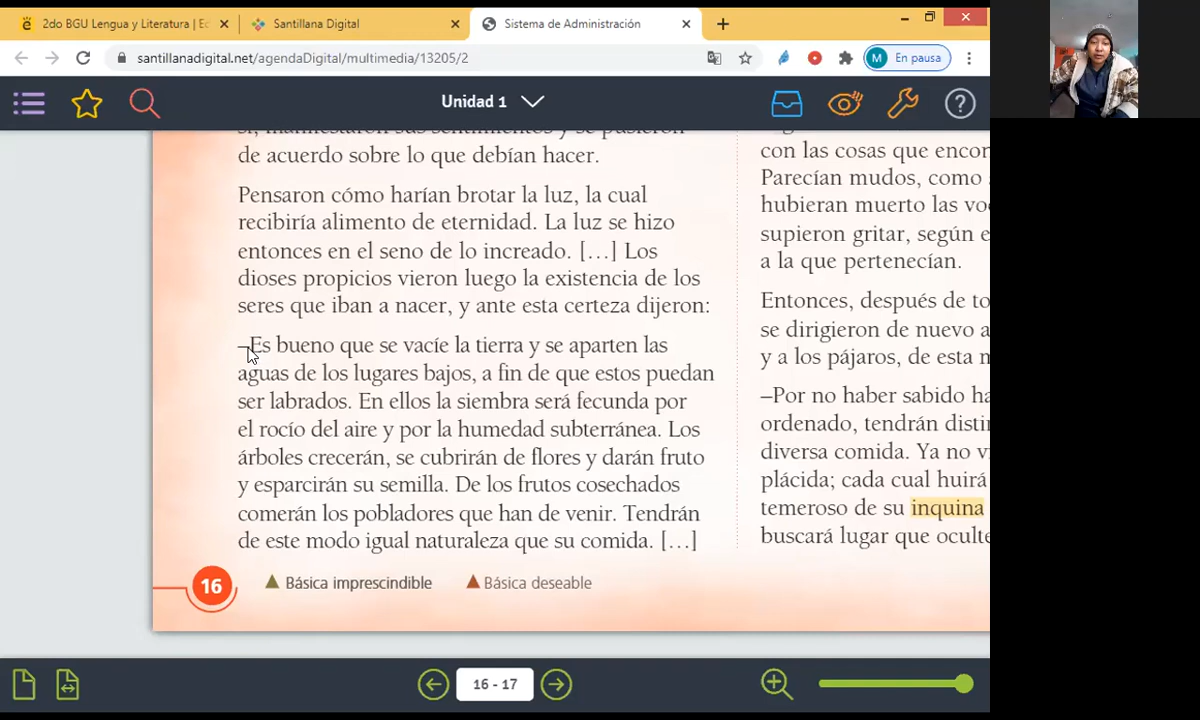 2do BGU Lengua y Literatura | Ec
Santillana Digital
Sistema de Administración
santillanadigital.net/agendaDigital/multimedia/13205/2
M En pausa
Unidad 1
sí, manifestaron sus sentimientos y se pusieron
de acuerdo sobre lo que debían hacer.
Pensaron cómo harían brotar la luz, la cual
recibiría alimento de eternidad. La luz se hizo
entonces en el seno de lo increado. […] Los
dioses propicios vieron luego la existencia de los
seres que iban a nacer, y ante esta certeza dijeron:
–Es bueno que se vacíe la tierra y se aparten las
aguas de los lugares bajos, a fin de que estos puedan
ser labrados. En ellos la siembra será fecunda por
el rocío del aire y por la humedad subterránea. Los
árboles crecerán, se cubrirán de flores y darán fruto
y esparcirán su semilla. De los frutos cosechados
comerán los pobladores que han de venir. Tendrán
de este modo igual naturaleza que su comida. […]
con las cosas que encon
Parecían mudos, como
hubieran muerto las vo
supieron gritar, según e
a la que pertenecían.
Entonces, después de to
se dirigieron de nuevo a
y a los pájaros, de esta m
–Por no haber sabido ha
ordenado, tendrán distin
diversa comida. Ya no vi
plácida; cada cual huirá
temeroso de su inquina
buscará lugar que oculte
16
Básica imprescindible
Básica deseable
16 - 17